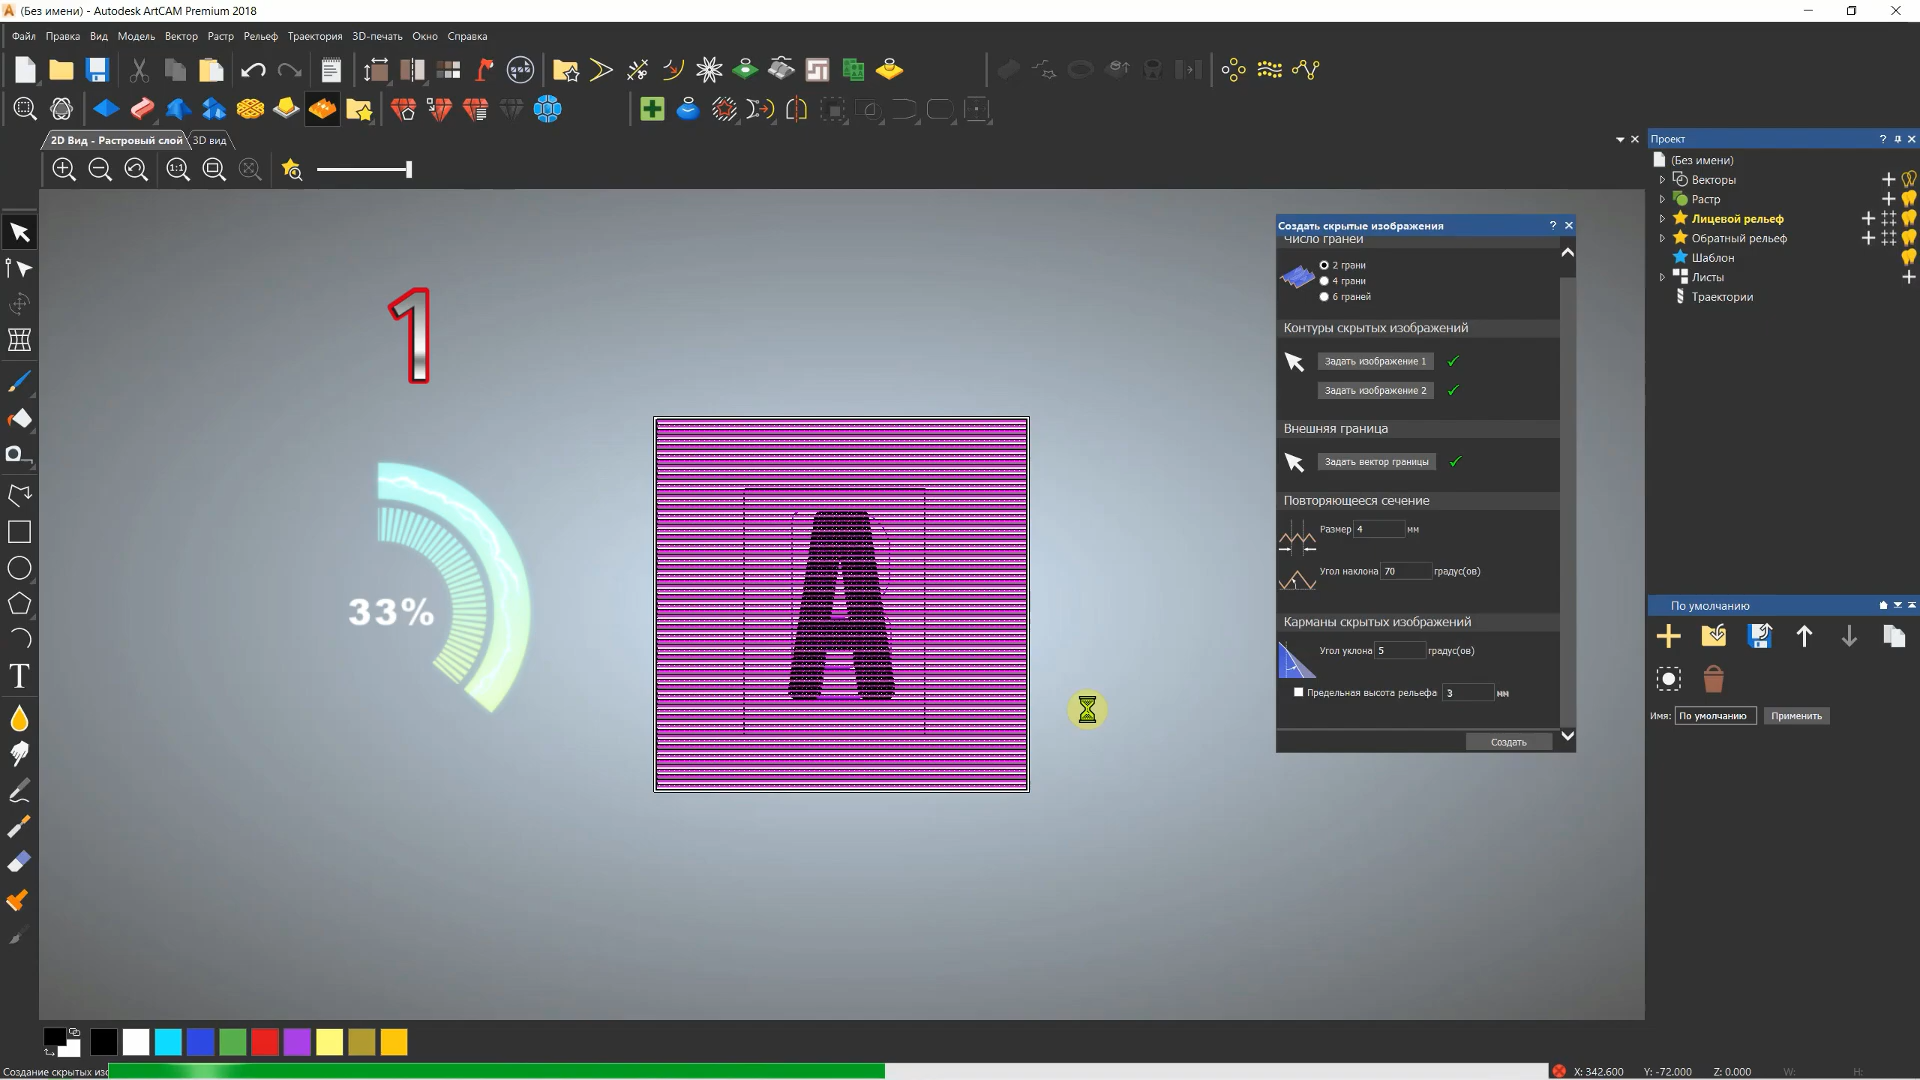 (Без имени) - Autodesk ArtCAM Premium 2018
Файл Правка Вид Модель Вектор Растр Рельеф Траектория 3D-печать Окно Справка
2D Вид - Растровый слой 3D вид
1:1
1
33%
Создать скрытые изображения
Число граней
2 грани
4 грани
6 граней
Контуры скрытых изображений
Задать изображение 1
Задать изображение 2
Внешняя граница
Задать вектор границы
Повторяющееся сечение
Размер 4 мм
Угол наклона 70 градус(ов)
Карманы скрытых изображений
Угол уклона 5 градус(ов)
Предельная высота рельефа 3 мм
Создать
Проект
(Без имени)
Векторы
Растр
Лицевой рельеф
Обратный рельеф
Шаблон
Листы
Траектории
По умолчанию
Имя: По умолчанию Применить
A
Создание скрытых изо
X: 342.600 Y: -72.000 Z: 0.000 W: H: